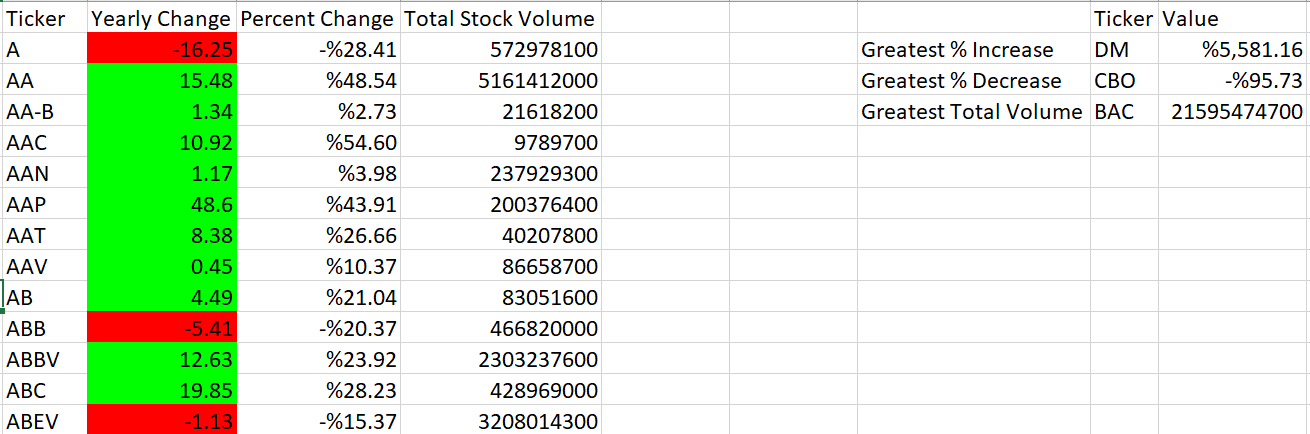 Ticker Yearly Change Percent Change Total Stock Volume Ticker Value
A -16.25 -%28.41 572978100 Greatest % Increase DM %5,581.16
AA 15.48 %48.54 5161412000 Greatest % Decrease CBO -%95.73
AA-B 1.34 %2.73 21618200 Greatest Total Volume BAC 21595474700
AAC 10.92 %54.60 9789700
AAN 1.17 %3.98 237929300
AAP 48.6 %43.91 200376400
AAT 8.38 %26.66 40207800
AAV 0.45 %10.37 86658700
AB 4.49 %21.04 83051600
ABB -5.41 -%20.37 466820000
ABBV 12.63 %23.92 2303237600
ABC 19.85 %28.23 428969000
ABEV -1.13 -%15.37 3208014300